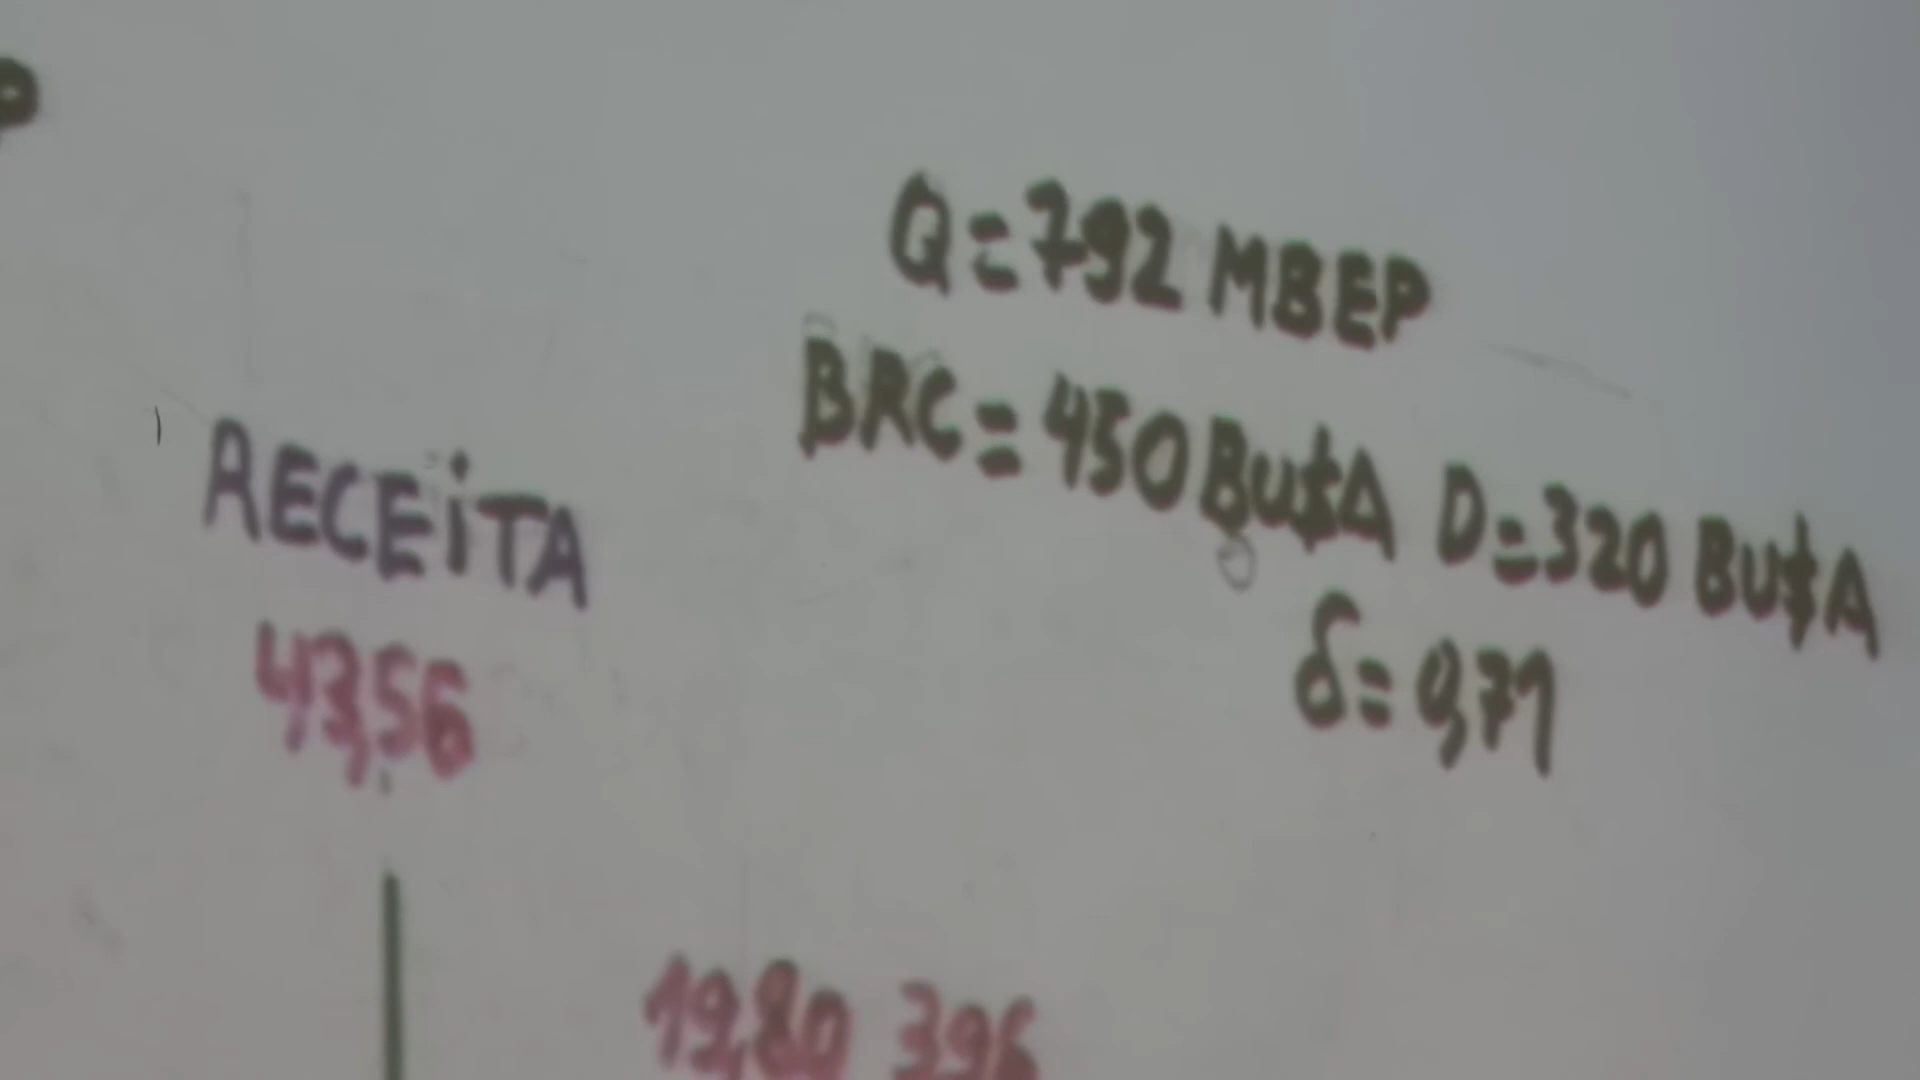 P
Q=792 MBEP
BRC=450 BU$A D=320 BU$A
δ=0,71
RECEiTA
43,56
19,80 396